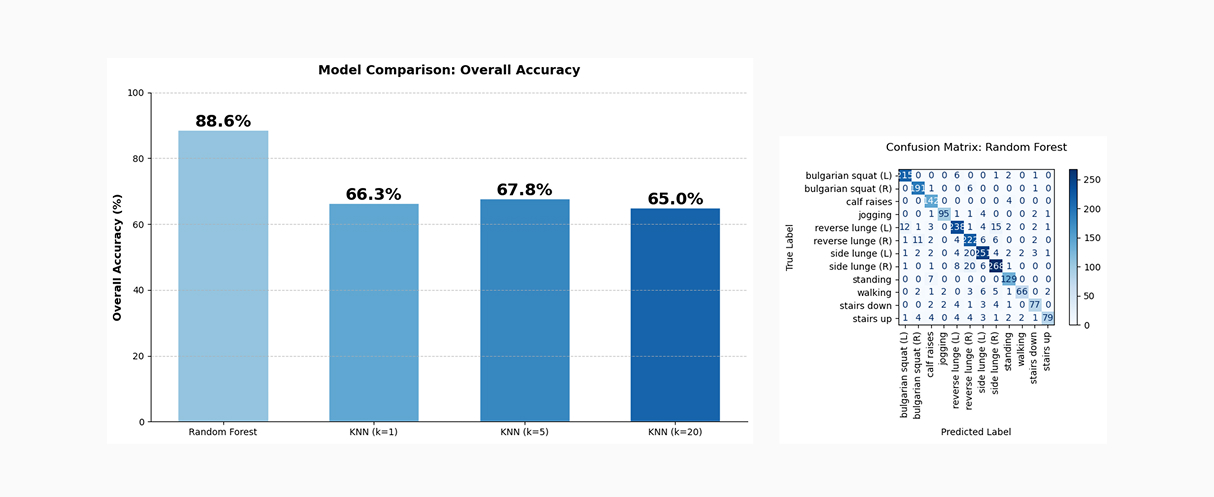 Model Comparison: Overall Accuracy
Overall Accuracy (%)
100
80
60
40
20
0
88.6%
66.3%
67.8%
65.0%
Random Forest
KNN (k=1)
KNN (k=5)
KNN (k=20)
Confusion Matrix: Random Forest
True Label
bulgarian squat (L) 215 0 0 0 6 0 0 1 2 0 1 0
bulgarian squat (R) 0 191 1 0 0 6 0 0 0 0 0 0
calf raises 0 0 142 0 0 0 0 0 4 0 0 0
jogging 0 0 1 95 1 1 4 0 0 0 2 1
reverse lunge (L) 12 1 3 0 238 1 4 15 0 0 2 1
reverse lunge (R) 1 11 2 0 4 222 6 6 0 0 2 0
side lunge (L) 1 2 2 0 4 20 251 4 2 2 3 1
side lunge (R) 1 0 1 0 8 20 6 268 1 0 0 0
standing 0 0 7 0 0 0 0 0 129 0 0 0
walking 0 2 1 2 0 3 6 5 1 66 0 2
stairs down 0 0 2 2 4 1 3 4 1 0 77 0
stairs up 1 4 4 0 4 4 3 1 2 2 1 79
bulgarian squat (L)
bulgarian squat (R)
calf raises
jogging
reverse lunge (L)
reverse lunge (R)
side lunge (L)
side lunge (R)
standing
walking
stairs down
stairs up
Predicted Label
250
200
150
100
50
0